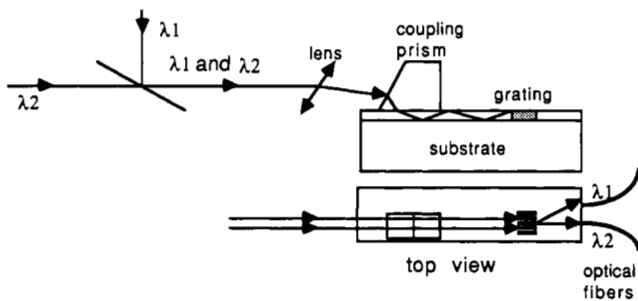 λ1
λ1 and λ2
λ2
lens
coupling
prism
grating
substrate
λ1
λ2
top view
optical
fibers